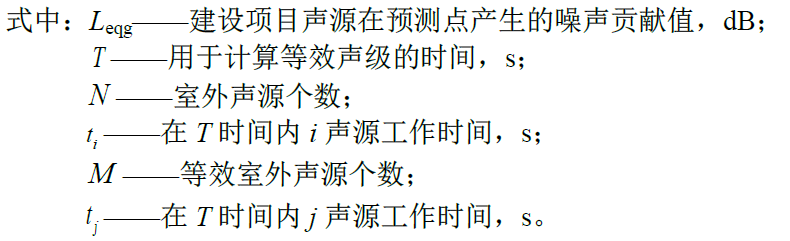 式中：Leqg——建设项目声源在预测点产生的噪声贡献值，dB；
T——用于计算等效声级的时间，s；
N——室外声源个数；
ti——在 T 时间内 i 声源工作时间，s；
M——等效室外声源个数；
tj——在 T 时间内 j 声源工作时间，s。